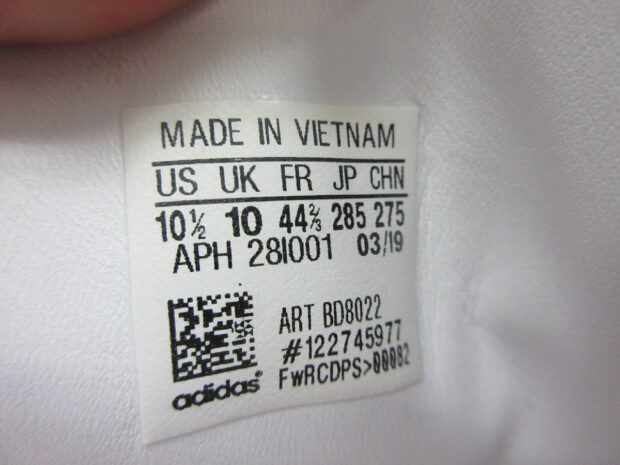 MADE IN VIETNAM
US UK FR JP CHN
10½ 10 44⅔ 285 275
APH 28I001 03/19
ART BD8022
#122745977
FwRCDPS>00082
adidas®